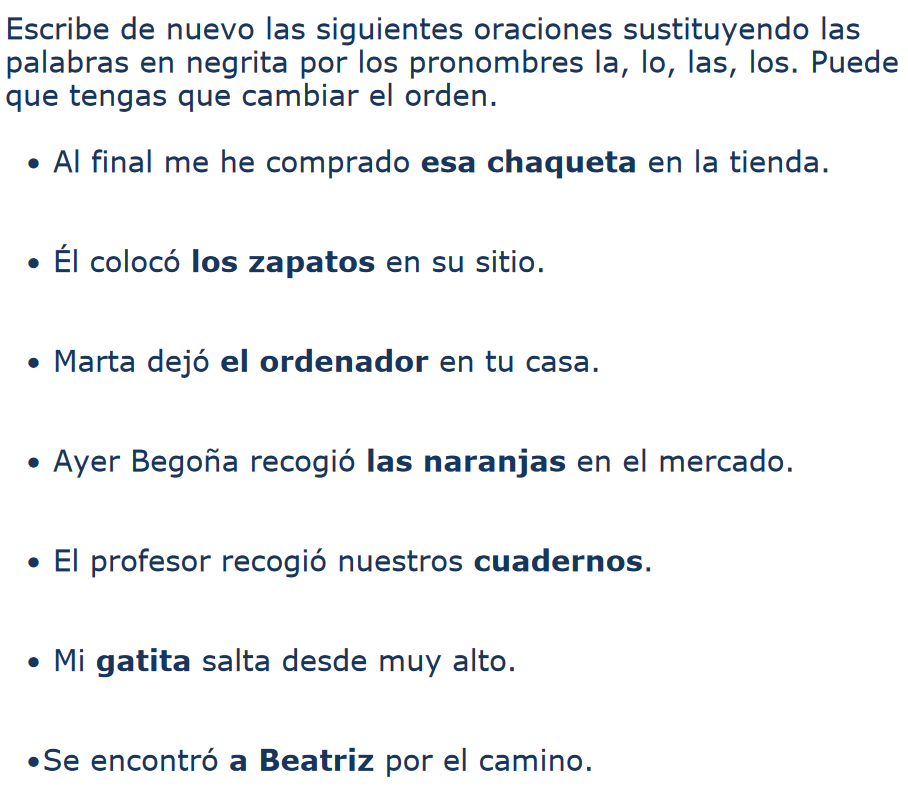 Escribe de nuevo las siguientes oraciones sustituyendo las
palabras en negrita por los pronombres la, lo, las, los. Puede
que tengas que cambiar el orden.
• Al final me he comprado esa chaqueta en la tienda.
• Él colocó los zapatos en su sitio.
• Marta dejó el ordenador en tu casa.
• Ayer Begoña recogió las naranjas en el mercado.
• El profesor recogió nuestros cuadernos.
• Mi gatita salta desde muy alto.
•Se encontró a Beatriz por el camino.